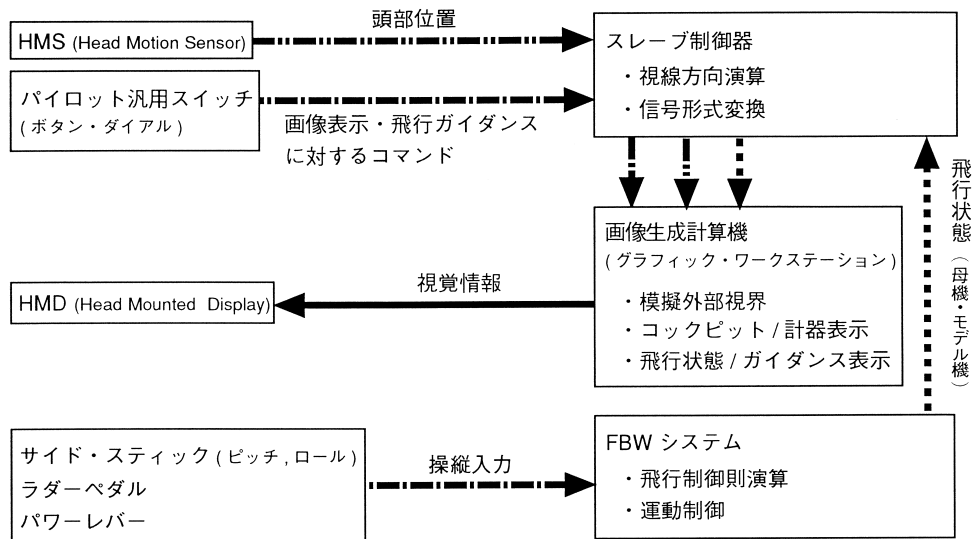 頭部位置
HMS (Head Motion Sensor)
スレーブ制御器
・視線方向演算
・信号形式変換
パイロット汎用スイッチ
(ボタン・ダイアル)
画像表示・飛行ガイダンス
に対するコマンド
飛行状態（母機・モデル機）
画像生成計算機
(グラフィック・ワークステーション)
・模擬外部視界
・コックピット/計器表示
・飛行状態/ガイダンス表示
視覚情報
HMD (Head Mounted Display)
サイド・スティック(ピッチ,ロール)
ラダーペダル
パワーレバー
操縦入力
FBW システム
・飛行制御則演算
・運動制御